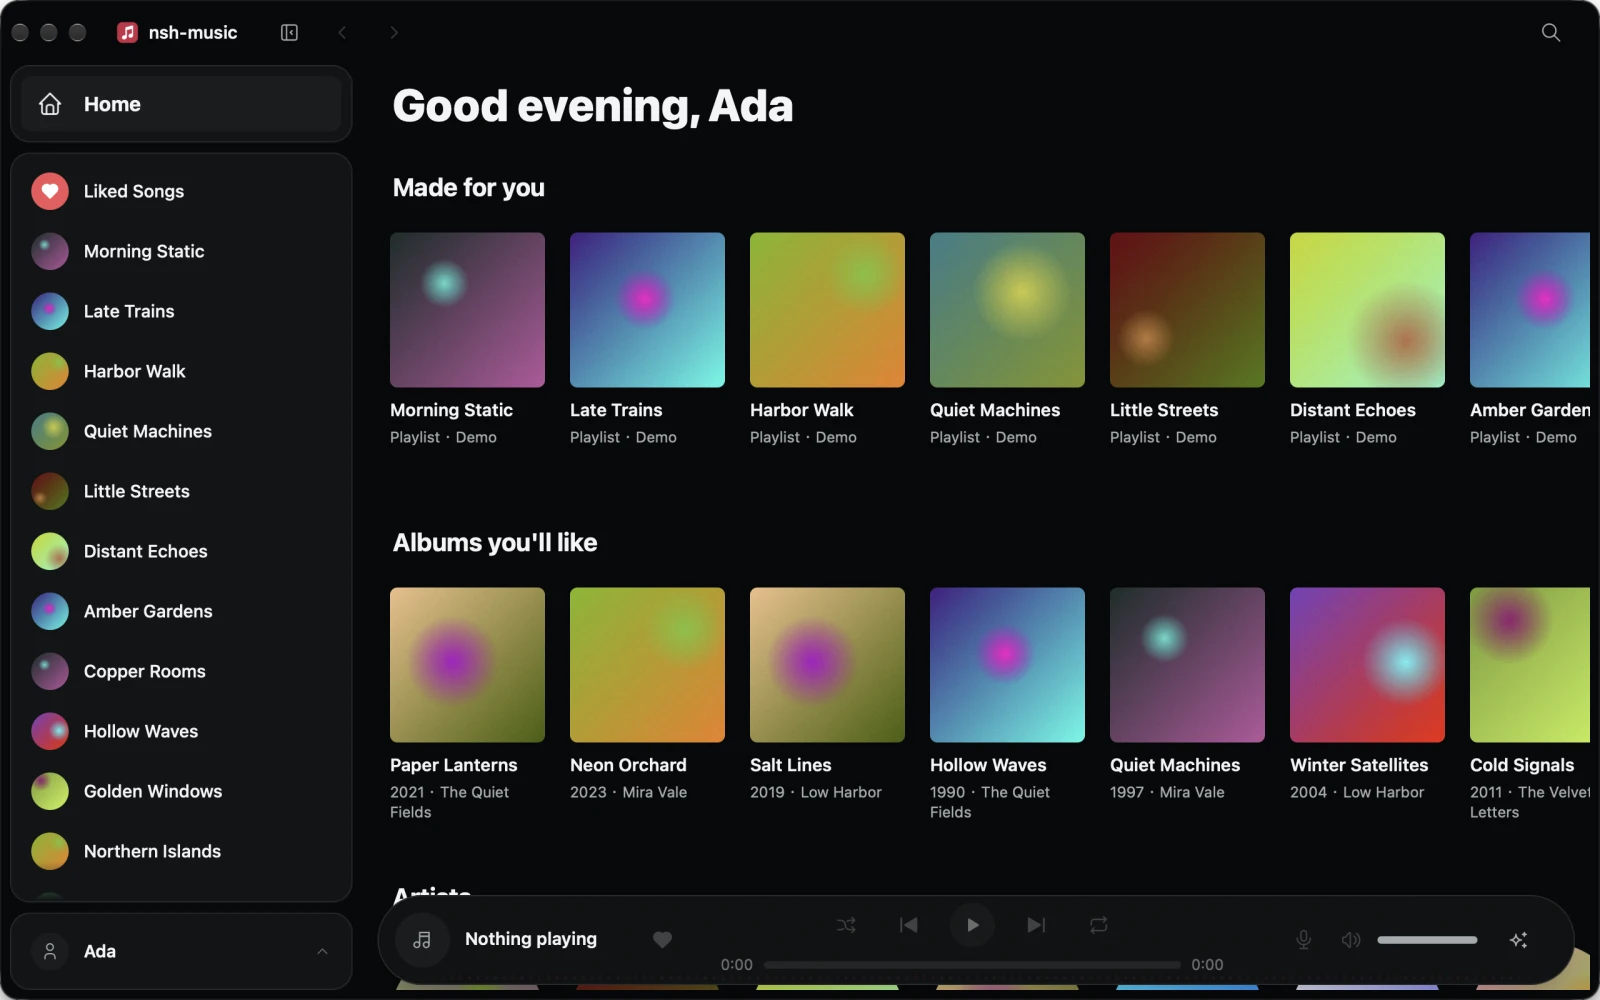 nsh-music
Home
Liked Songs
Morning Static
Late Trains
Harbor Walk
Quiet Machines
Little Streets
Distant Echoes
Amber Gardens
Copper Rooms
Hollow Waves
Golden Windows
Northern Islands
Ada
Good evening, Ada
Made for you
Morning Static
Playlist · Demo
Late Trains
Playlist · Demo
Harbor Walk
Playlist · Demo
Quiet Machines
Playlist · Demo
Little Streets
Playlist · Demo
Distant Echoes
Playlist · Demo
Amber Garden
Playlist · Demo
Albums you'll like
Paper Lanterns
2021 · The Quiet
Fields
Neon Orchard
2023 · Mira Vale
Salt Lines
2019 · Low Harbor
Hollow Waves
1990 · The Quiet
Fields
Quiet Machines
1997 · Mira Vale
Winter Satellites
2004 · Low Harbor
Cold Signals
2011 · The Velvet
Letters
Artists
Nothing playing
0:00
0:00